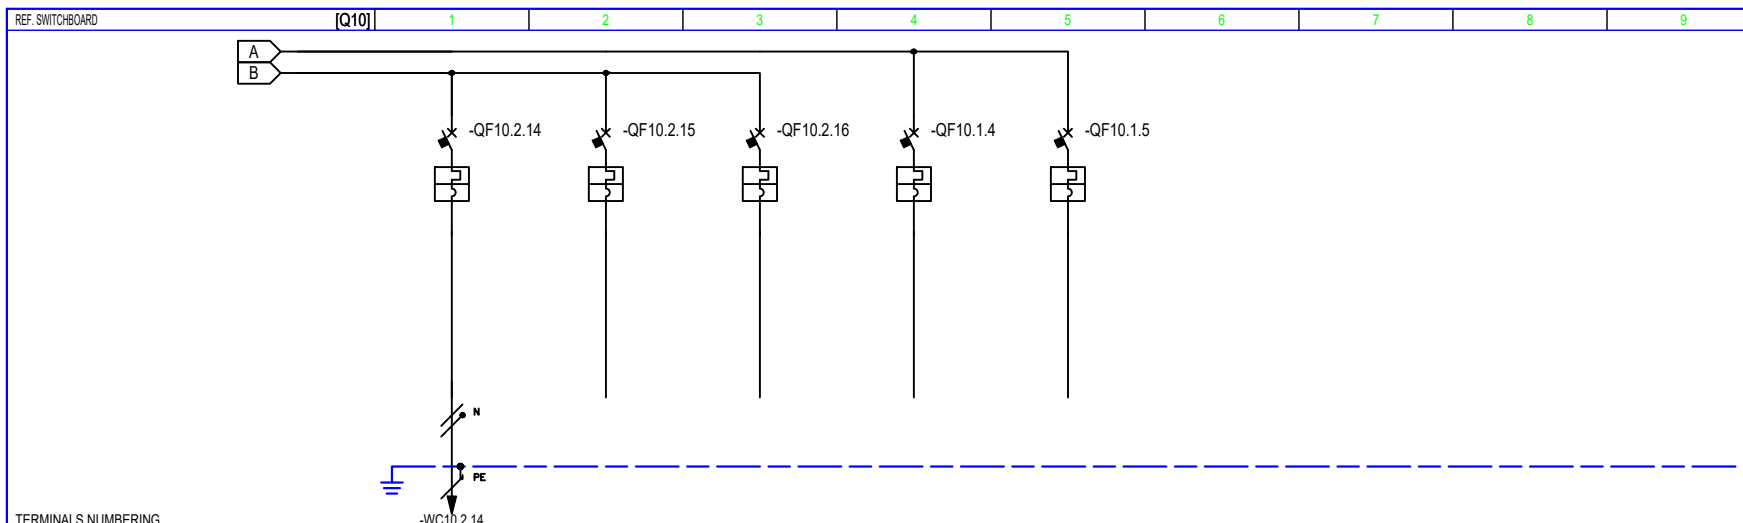 REF. SWITCHBOARD [Q10] 1 2 3 4 5 6 7 8 9
A
B
-QF10.2.14 -QF10.2.15 -QF10.2.16 -QF10.1.4 -QF10.1.5
N
PE
TERMINALS NUMBERING -WC10.2.14